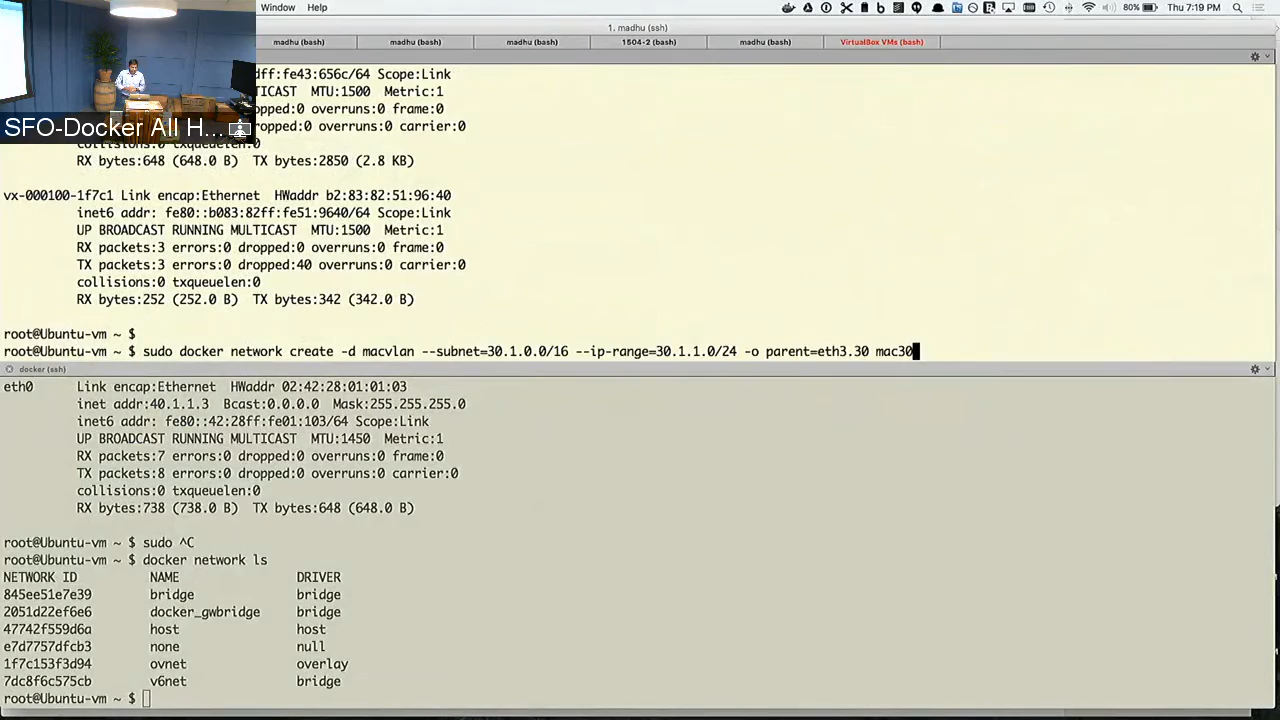 Window Help
80% Thu 7:19 PM
1. madhu (ssh)
madhu (bash) madhu (bash) madhu (bash) 1504-2 (bash) madhu (bash) VirtualBox VMs (bash)
dff:fe43:656c/64 Scope:Link
TICAST MTU:1500 Metric:1
dropped:0 overruns:0 frame:0
dropped:0 overruns:0 carrier:0
SFO-Docker All H...
collisions:0 txqueuelen:0
RX bytes:648 (648.0 B) TX bytes:2850 (2.8 KB)
vx-000100-1f7c1 Link encap:Ethernet HWaddr b2:83:82:51:96:40
inet6 addr: fe80::b083:82ff:fe51:9640/64 Scope:Link
UP BROADCAST RUNNING MULTICAST MTU:1500 Metric:1
RX packets:3 errors:0 dropped:0 overruns:0 frame:0
TX packets:3 errors:0 dropped:40 overruns:0 carrier:0
collisions:0 txqueuelen:0
RX bytes:252 (252.0 B) TX bytes:342 (342.0 B)
root@Ubuntu-vm ~ $
root@Ubuntu-vm ~ $ sudo docker network create -d macvlan --subnet=30.1.0.0/16 --ip-range=30.1.1.0/24 -o parent=eth3.30 mac30
docker (ssh)
eth0 Link encap:Ethernet HWaddr 02:42:28:01:01:03
inet addr:40.1.1.3 Bcast:0.0.0.0 Mask:255.255.255.0
inet6 addr: fe80::42:28ff:fe01:103/64 Scope:Link
UP BROADCAST RUNNING MULTICAST MTU:1450 Metric:1
RX packets:7 errors:0 dropped:0 overruns:0 frame:0
TX packets:8 errors:0 dropped:0 overruns:0 carrier:0
collisions:0 txqueuelen:0
RX bytes:738 (738.0 B) TX bytes:648 (648.0 B)
root@Ubuntu-vm ~ $ sudo ^C
root@Ubuntu-vm ~ $ docker network ls
NETWORK ID NAME DRIVER
845ee51e7e39 bridge bridge
2051d22ef6e6 docker_gwbridge bridge
47742f559d6a host host
e7d7757dfcb3 none null
1f7c153f3d94 ovnet overlay
7dc8f6c575cb v6net bridge
root@Ubuntu-vm ~ $